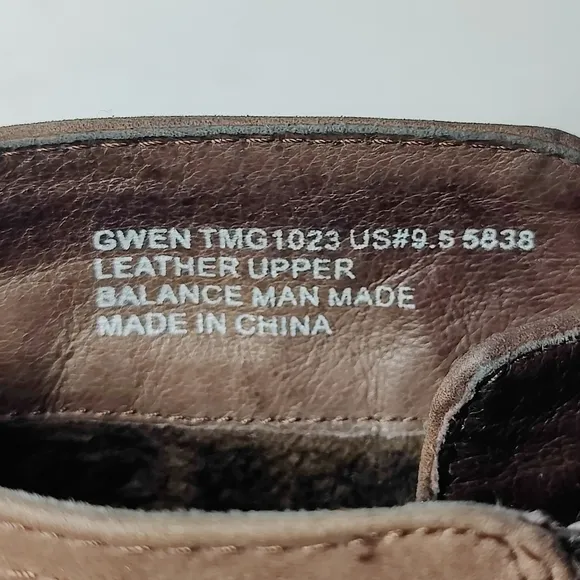 GWEN TMG1023 US#9.5 5838
LEATHER UPPER
BALANCE MAN MADE
MADE IN CHINA